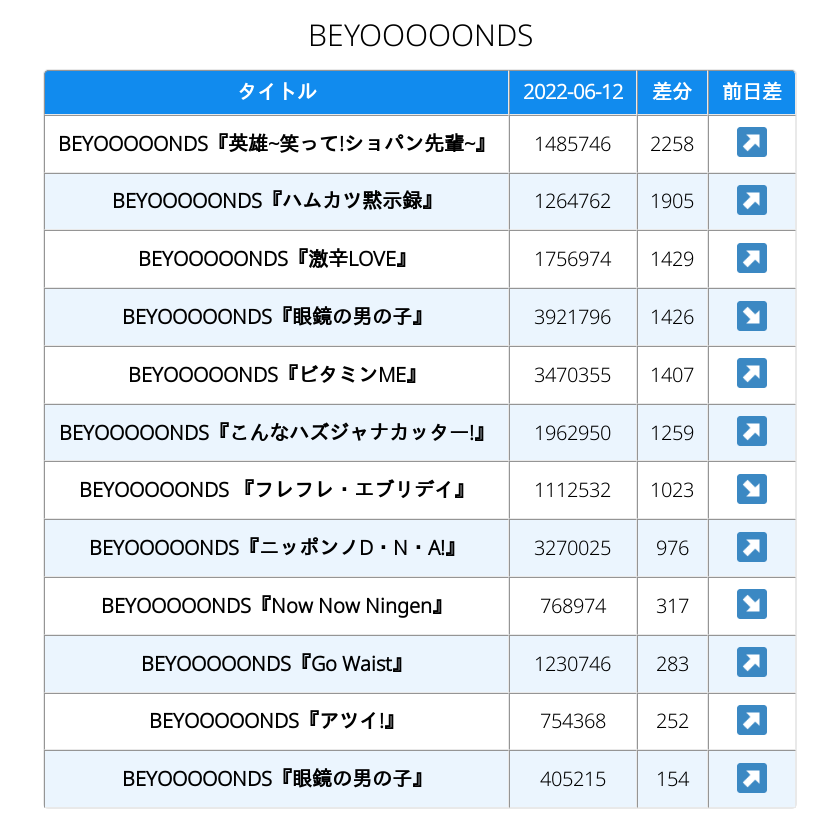 BEYOOOOONDS
タイトル 2022-06-12 差分 前日差
BEYOOOOONDS『英雄~笑って!ショパン先輩~』 1485746 2258 ↗
BEYOOOOONDS『ハムカツ黙示録』 1264762 1905 ↗
BEYOOOOONDS『激辛LOVE』 1756974 1429 ↗
BEYOOOOONDS『眼鏡の男の子』 3921796 1426 ↘
BEYOOOOONDS『ビタミンME』 3470355 1407 ↗
BEYOOOOONDS『こんなハズジャナカッター!』 1962950 1259 ↗
BEYOOOOONDS 『フレフレ・エブリデイ』 1112532 1023 ↘
BEYOOOOONDS『ニッポンノD・N・A!』 3270025 976 ↗
BEYOOOOONDS『Now Now Ningen』 768974 317 ↘
BEYOOOOONDS『Go Waist』 1230746 283 ↗
BEYOOOOONDS『アツイ!』 754368 252 ↗
BEYOOOOONDS『眼鏡の男の子』 405215 154 ↗